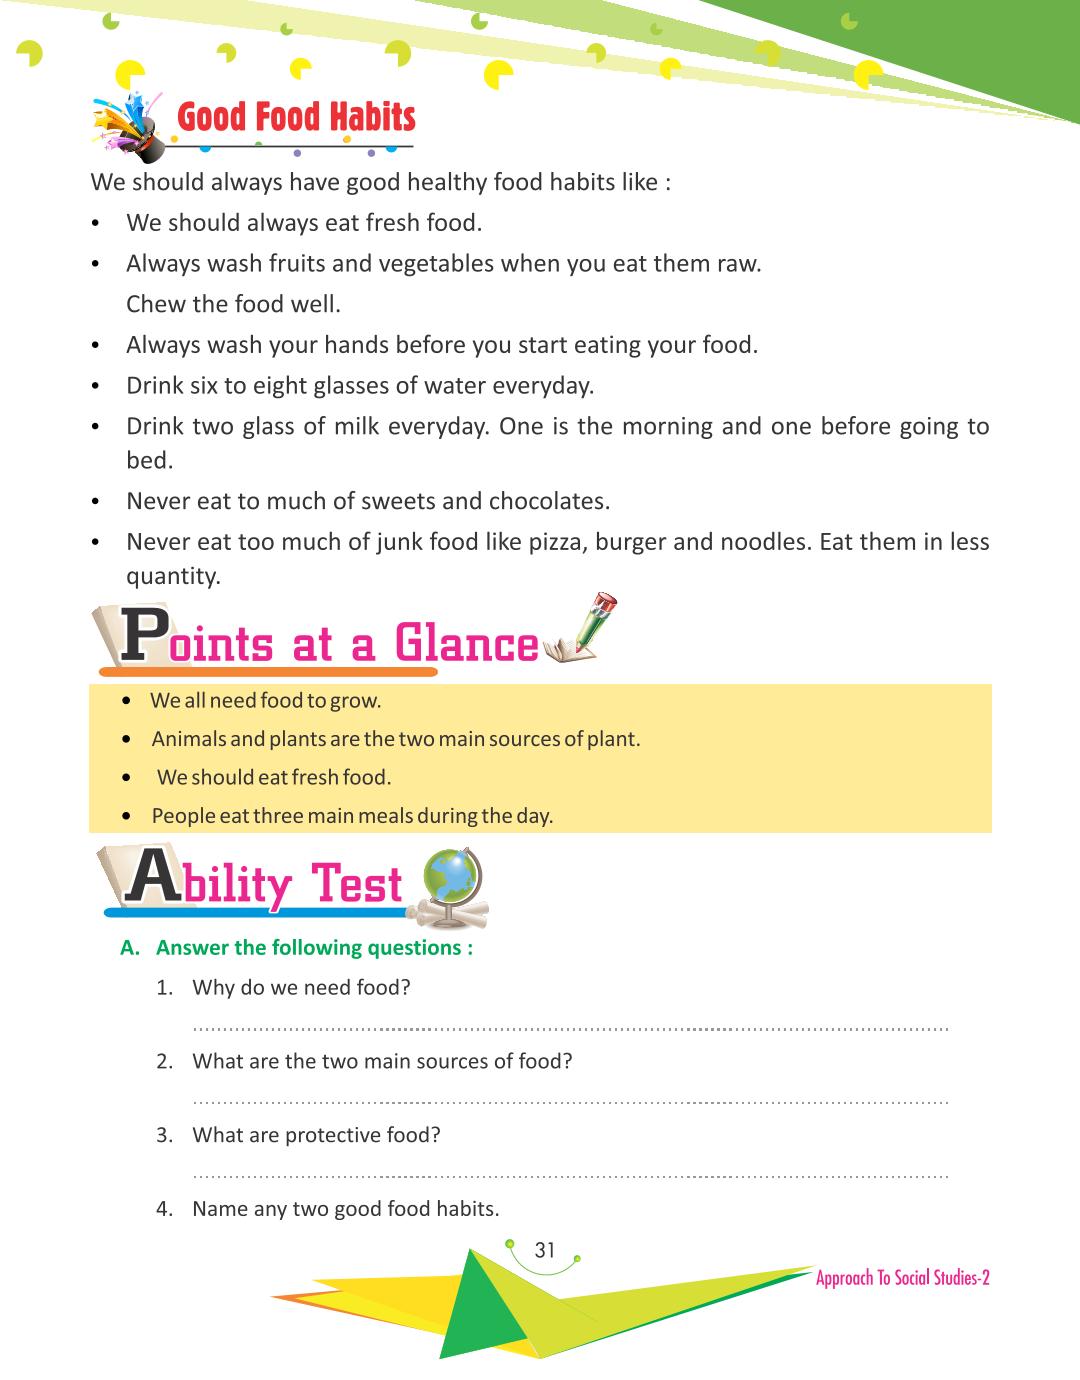 Good Food Habits
We should always have good healthy food habits like :
• We should always eat fresh food.
• Always wash fruits and vegetables when you eat them raw.
Chew the food well.
• Always wash your hands before you start eating your food.
• Drink six to eight glasses of water everyday.
• Drink two glass of milk everyday. One is the morning and one before going to
bed.
• Never eat to much of sweets and chocolates.
• Never eat too much of junk food like pizza, burger and noodles. Eat them in less
quantity.
Points at a Glance
• We all need food to grow.
• Animals and plants are the two main sources of plant.
• We should eat fresh food.
• People eat three main meals during the day.
Ability Test
A. Answer the following questions :
1. Why do we need food?
2. What are the two main sources of food?
3. What are protective food?
4. Name any two good food habits.
31
Approach To Social Studies-2